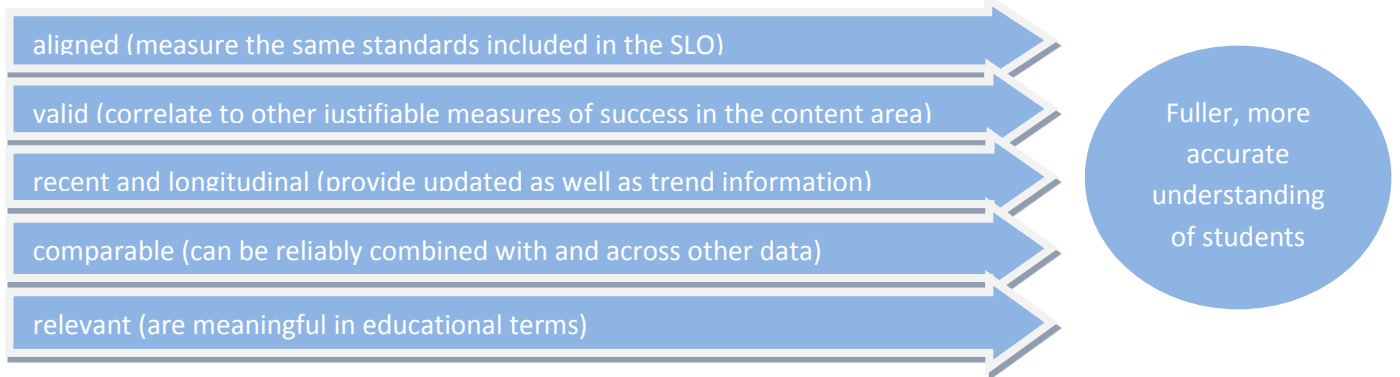 aligned (measure the same standards included in the SLO)
valid (correlate to other justifiable measures of success in the content area)
recent and longitudinal (provide updated as well as trend information)
comparable (can be reliably combined with and across other data)
relevant (are meaningful in educational terms)
Fuller, more
accurate
understanding
of students